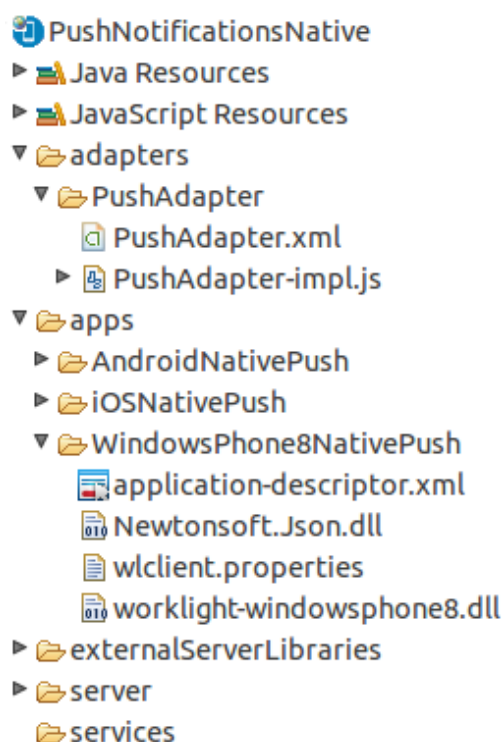 PushNotificationsNative
Java Resources
JavaScript Resources
adapters
PushAdapter
PushAdapter.xml
PushAdapter-impl.js
apps
AndroidNativePush
iOSNativePush
WindowsPhone8NativePush
application-descriptor.xml
Newtonsoft.Json.dll
wlclient.properties
worklight-windowsphone8.dll
externalServerLibraries
server
services